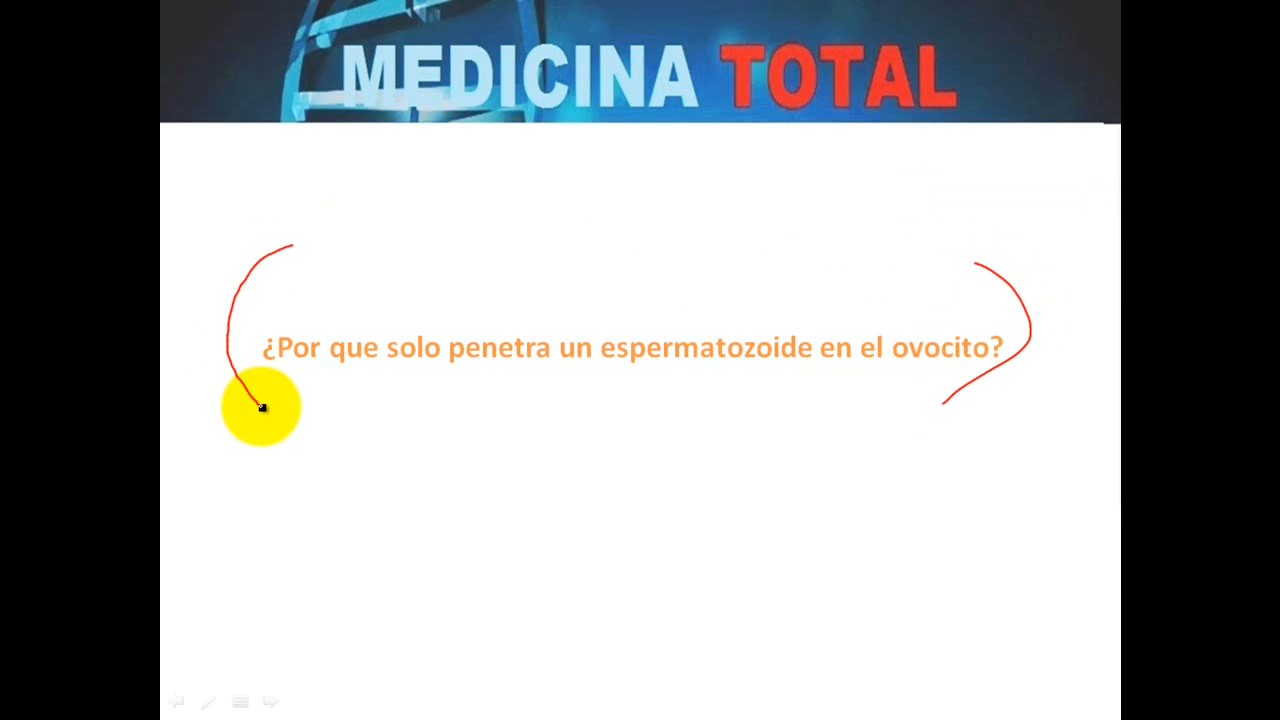 MEDICINA TOTAL
¿Por que solo penetra un espermatozoide en el ovocito?